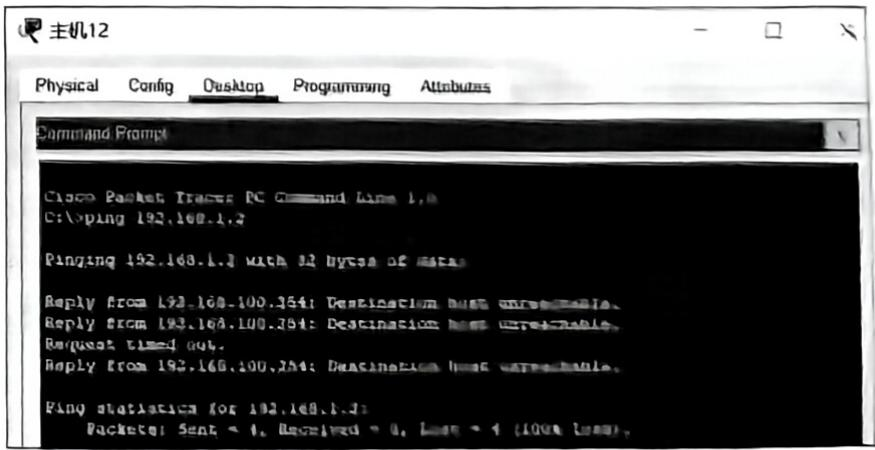 主机12
Physical Config Desktop Programming Attributes
Command Prompt
Cisco Packet Tracer PC Command Line 1.0
C:\>ping 192.168.1.2
Pinging 192.168.1.2 with 32 bytes of data:
Reply from 192.168.100.254: Destination host unreachable.
Reply from 192.168.100.254: Destination host unreachable.
Request timed out.
Reply from 192.168.100.254: Destination host unreachable.
Ping statistics for 192.168.1.2:
Packets: Sent = 4, Received = 0, Lost = 4 (100% loss),